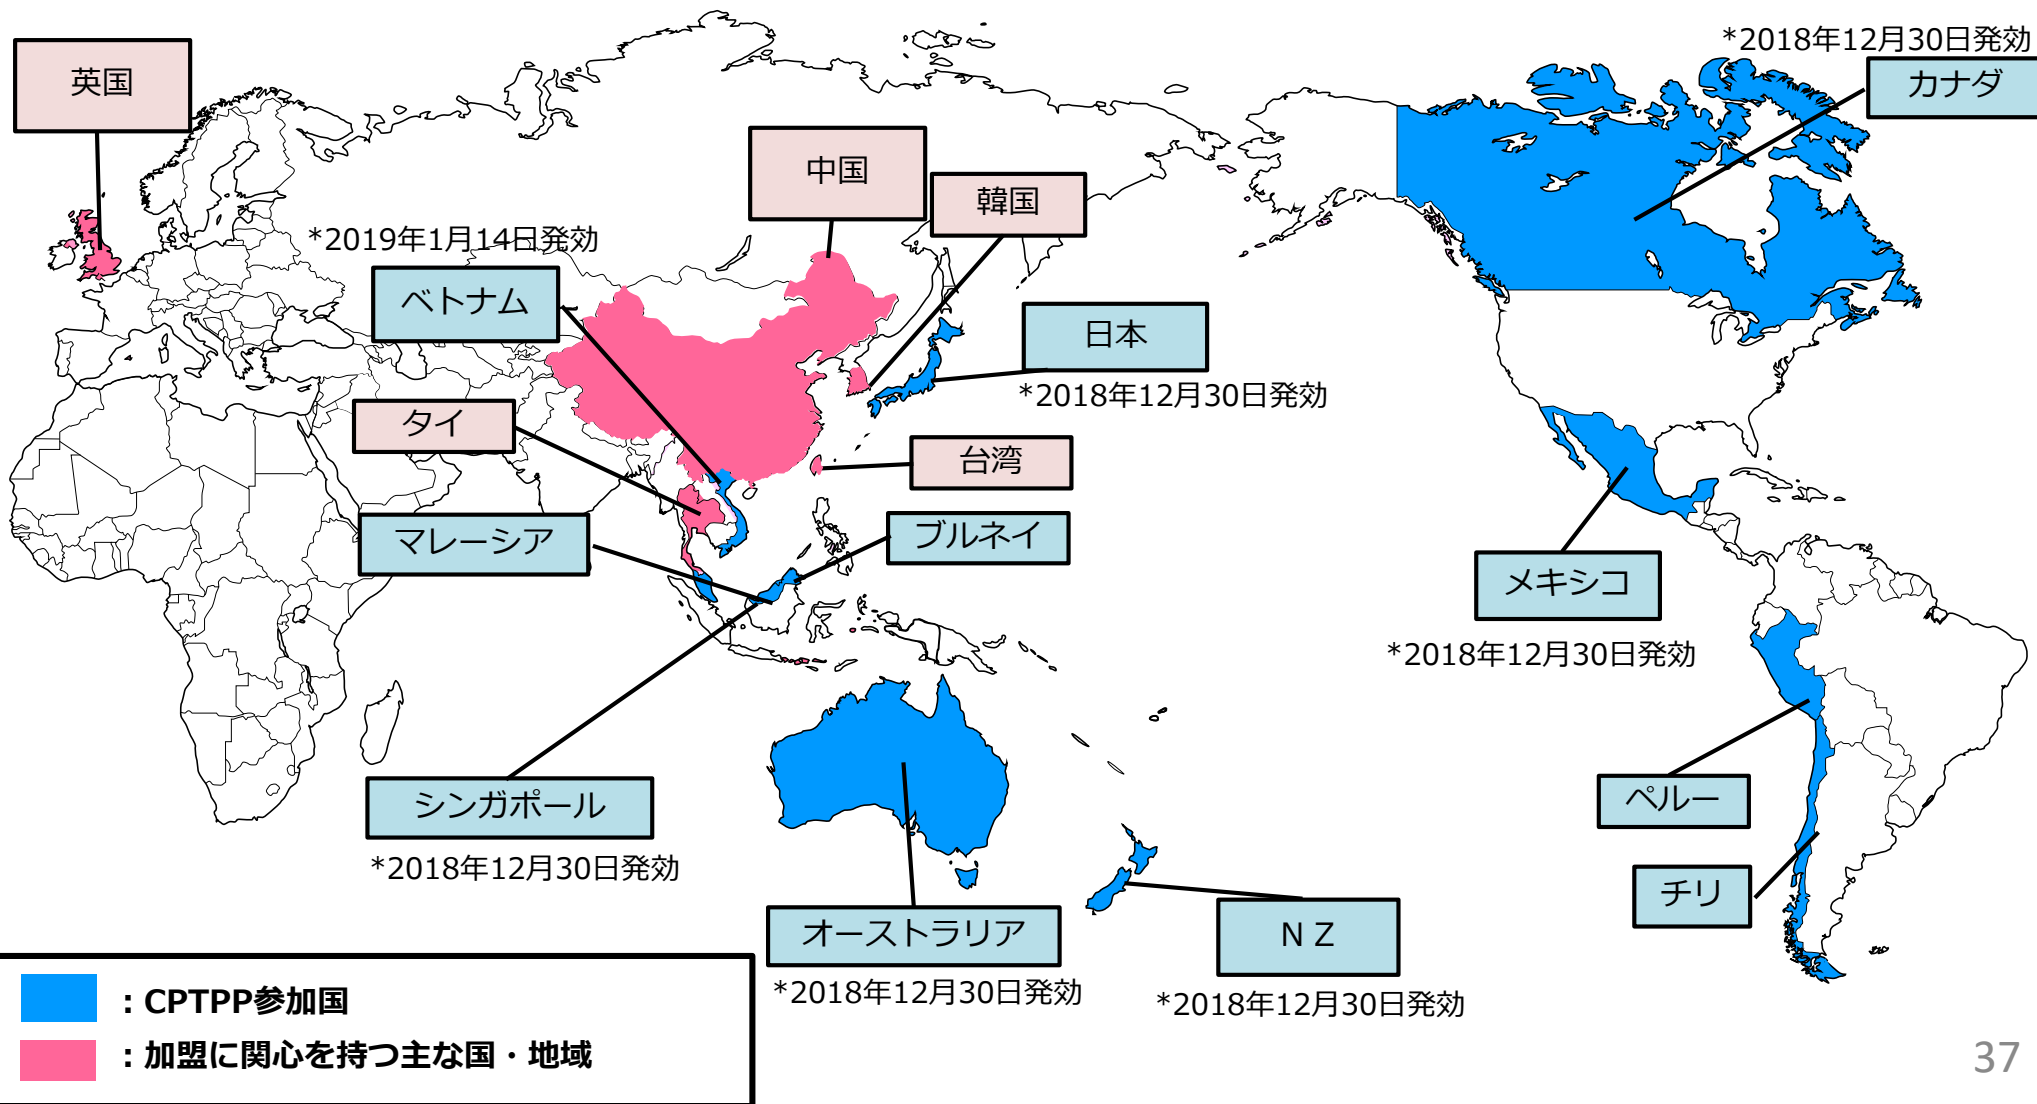 *2018年12月30日発効
カナダ
英国
中国
韓国
*2019年1月14日発効
ベトナム
日本
*2018年12月30日発効
タイ
台湾
マレーシア
ブルネイ
メキシコ
*2018年12月30日発効
シンガポール
*2018年12月30日発効
ペルー
チリ
オーストラリア
*2018年12月30日発効
ＮＺ
*2018年12月30日発効
：CPTPP参加国
：加盟に関心を持つ主な国・地域
37